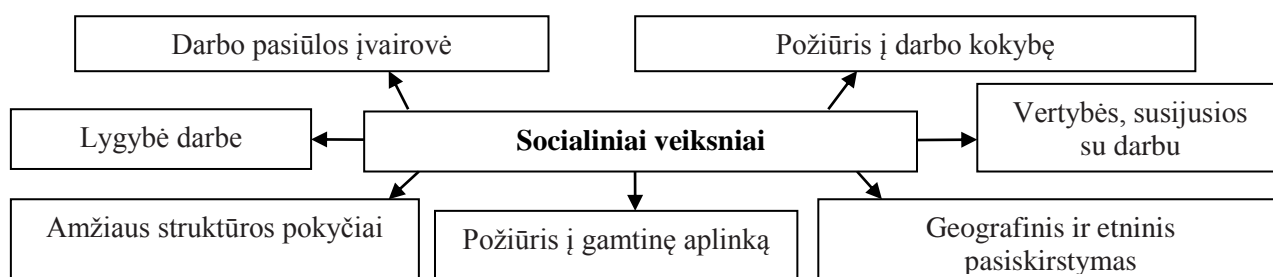 Darbo pasiūlos įvairovė
Požiūris į darbo kokybę
Lygybė darbe
Socialiniai veiksniai
Vertybės, susijusios
su darbu
Amžiaus struktūros pokyčiai
Požiūris į gamtinę aplinką
Geografinis ir etninis
pasiskirstymas